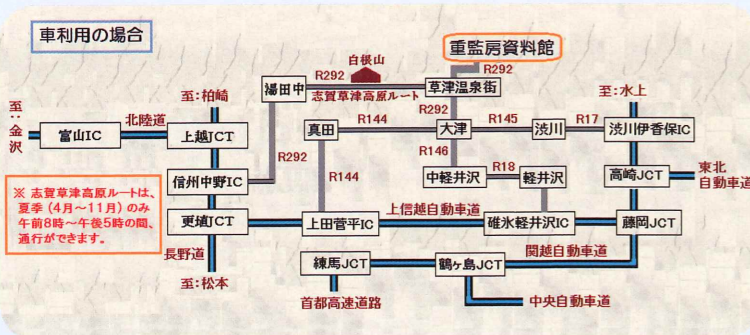 車利用の場合
重監房資料館
白根山
R292
R292
湯田中
志賀草津高原ルート
草津温泉街
至:水上
至:柏崎
至:金沢
北陸道
R292
富山IC
上越JCT
真田
R144
大津
R145
渋川
R17
渋川伊香保IC
R292
R146
信州中野IC
R144
中軽井沢
R18
軽井沢
高崎JCT
東北
自動車道
※ 志賀草津高原ルートは、
夏季(4月~11月)のみ
午前8時~午後5時の間、
通行ができます。
更埴JCT
上田菅平IC
上信越自動車道
碓氷軽井沢IC
藤岡JCT
長野道
関越自動車道
練馬JCT
鶴ヶ島JCT
至:松本
首都高速道路
中央自動車道